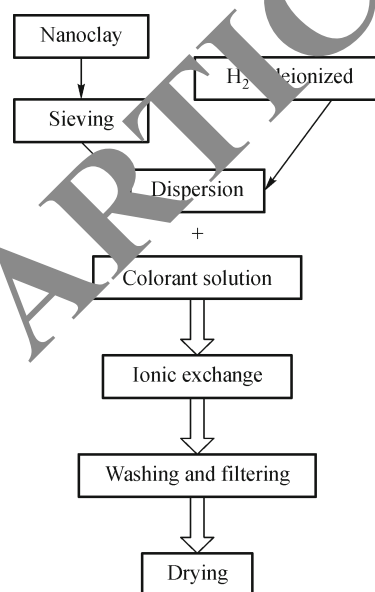 Nanoclay
H2 deionized
Sieving
Dispersion
+
Colorant solution
Ionic exchange
Washing and filtering
Drying
ARTIC